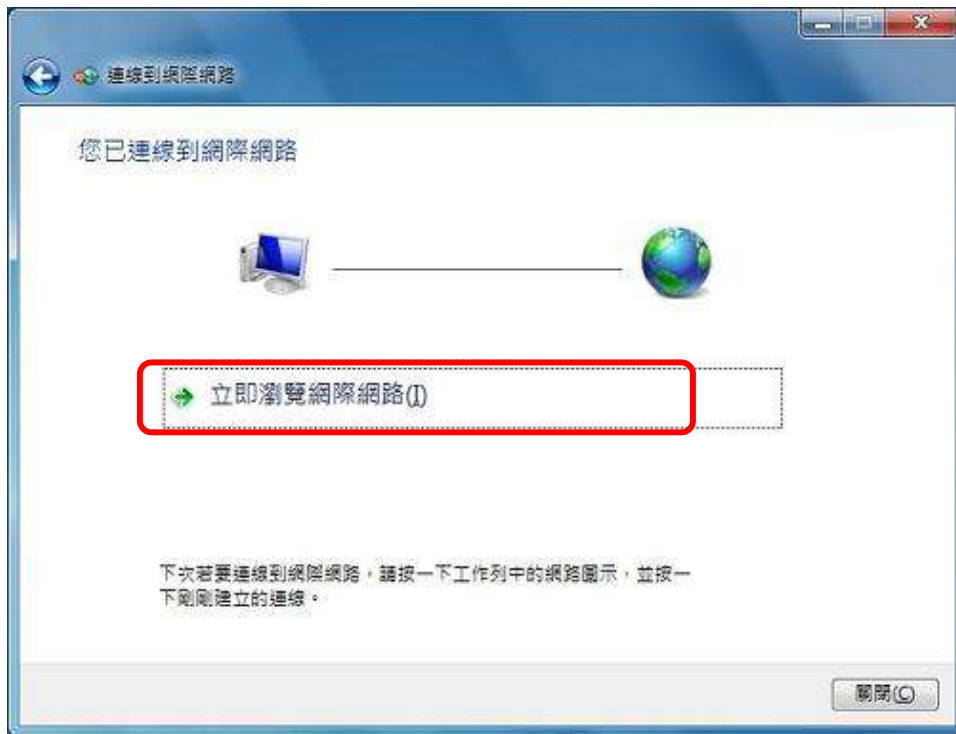 連線到網際網路
您已連線到網際網路
立即瀏覽網際網路(I)
下次若要連線到網際網路，請按一下工作列中的網路圖示，並按一
下剛剛建立的連線。
關閉(C)